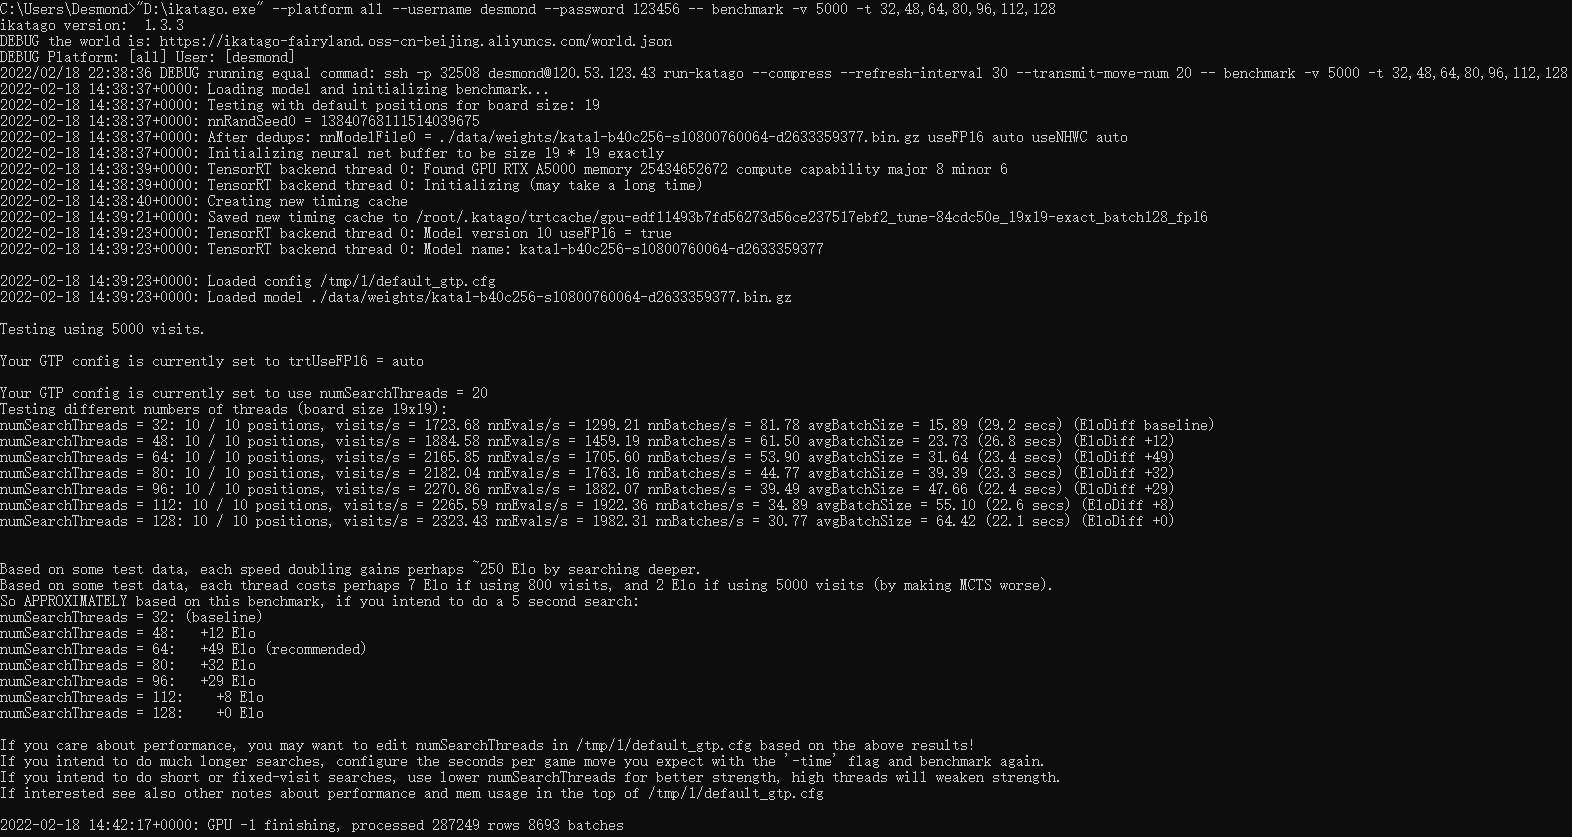 C:\Users\Desmond>"D:\ikatago.exe" --platform all --username desmond --password 123456 -- benchmark -v 5000 -t 32,48,64,80,96,112,128
ikatago version:  1.3.3
DEBUG the world is: https://ikatago-fairyland.oss-cn-beijing.aliyuncs.com/world.json
DEBUG Platform: [all] User: [desmond]
2022/02/18 22:38:36 DEBUG running equal commad: ssh -p 32508 desmond@120.53.123.43 run-katago --compress --refresh-interval 30 --transmit-move-num 20 -- benchmark -v 5000 -t 32,48,64,80,96,112,128
2022-02-18 14:38:37+0000: Loading model and initializing benchmark...
2022-02-18 14:38:37+0000: Testing with default positions for board size: 19
2022-02-18 14:38:37+0000: nnRandSeed0 = 13840768111514039675
2022-02-18 14:38:37+0000: After dedups: nnModelFile0 = ./data/weights/kata1-b40c256-s10800760064-d2633359377.bin.gz useFP16 auto useNHWC auto
2022-02-18 14:38:37+0000: Initializing neural net buffer to be size 19 * 19 exactly
2022-02-18 14:38:39+0000: TensorRT backend thread 0: Found GPU RTX A5000 memory 25434652672 compute capability major 8 minor 6
2022-02-18 14:38:39+0000: TensorRT backend thread 0: Initializing (may take a long time)
2022-02-18 14:38:40+0000: Creating new timing cache
2022-02-18 14:39:21+0000: Saved new timing cache to /root/.katago/trtcache/gpu-edf11493b7fd56273d56ce237517ebf2_tune-84cdc50e_19x19-exact_batch128_fp16
2022-02-18 14:39:23+0000: TensorRT backend thread 0: Model version 10 useFP16 = true
2022-02-18 14:39:23+0000: TensorRT backend thread 0: Model name: kata1-b40c256-s10800760064-d2633359377
2022-02-18 14:39:23+0000: Loaded config /tmp/1/default_gtp.cfg
2022-02-18 14:39:23+0000: Loaded model ./data/weights/kata1-b40c256-s10800760064-d2633359377.bin.gz
Testing using 5000 visits.
Your GTP config is currently set to trtUseFP16 = auto
Your GTP config is currently set to use numSearchThreads = 20
Testing different numbers of threads (board size 19x19):
numSearchThreads = 32: 10 / 10 positions, visits/s = 1723.68 nnEvals/s = 1299.21 nnBatches/s = 81.78 avgBatchSize = 15.89 (29.2 secs) (EloDiff baseline)
numSearchThreads = 48: 10 / 10 positions, visits/s = 1884.58 nnEvals/s = 1459.19 nnBatches/s = 61.50 avgBatchSize = 23.73 (26.8 secs) (EloDiff +12)
numSearchThreads = 64: 10 / 10 positions, visits/s = 2165.85 nnEvals/s = 1705.60 nnBatches/s = 53.90 avgBatchSize = 31.64 (23.4 secs) (EloDiff +49)
numSearchThreads = 80: 10 / 10 positions, visits/s = 2182.04 nnEvals/s = 1763.16 nnBatches/s = 44.77 avgBatchSize = 39.39 (23.3 secs) (EloDiff +32)
numSearchThreads = 96: 10 / 10 positions, visits/s = 2270.86 nnEvals/s = 1882.07 nnBatches/s = 39.49 avgBatchSize = 47.66 (22.4 secs) (EloDiff +29)
numSearchThreads = 112: 10 / 10 positions, visits/s = 2265.59 nnEvals/s = 1922.36 nnBatches/s = 34.89 avgBatchSize = 55.10 (22.6 secs) (EloDiff +8)
numSearchThreads = 128: 10 / 10 positions, visits/s = 2323.43 nnEvals/s = 1982.31 nnBatches/s = 30.77 avgBatchSize = 64.42 (22.1 secs) (EloDiff +0)
Based on some test data, each speed doubling gains perhaps ~250 Elo by searching deeper.
Based on some test data, each thread costs perhaps 7 Elo if using 800 visits, and 2 Elo if using 5000 visits (by making MCTS worse).
So APPROXIMATELY based on this benchmark, if you intend to do a 5 second search:
numSearchThreads = 32: (baseline)
numSearchThreads = 48:   +12 Elo
numSearchThreads = 64:   +49 Elo (recommended)
numSearchThreads = 80:   +32 Elo
numSearchThreads = 96:   +29 Elo
numSearchThreads = 112:    +8 Elo
numSearchThreads = 128:    +0 Elo
If you care about performance, you may want to edit numSearchThreads in /tmp/1/default_gtp.cfg based on the above results!
If you intend to do much longer searches, configure the seconds per game move you expect with the '-time' flag and benchmark again.
If you intend to do short or fixed-visit searches, use lower numSearchThreads for better strength, high threads will weaken strength.
If interested see also other notes about performance and mem usage in the top of /tmp/1/default_gtp.cfg
2022-02-18 14:42:17+0000: GPU -1 finishing, processed 287249 rows 8693 batches